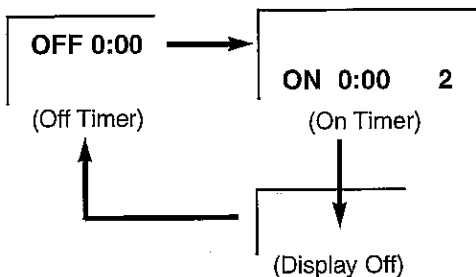 OFF 0:00
(Off Timer)
ON 0:00 2
(On Timer)
(Display Off)